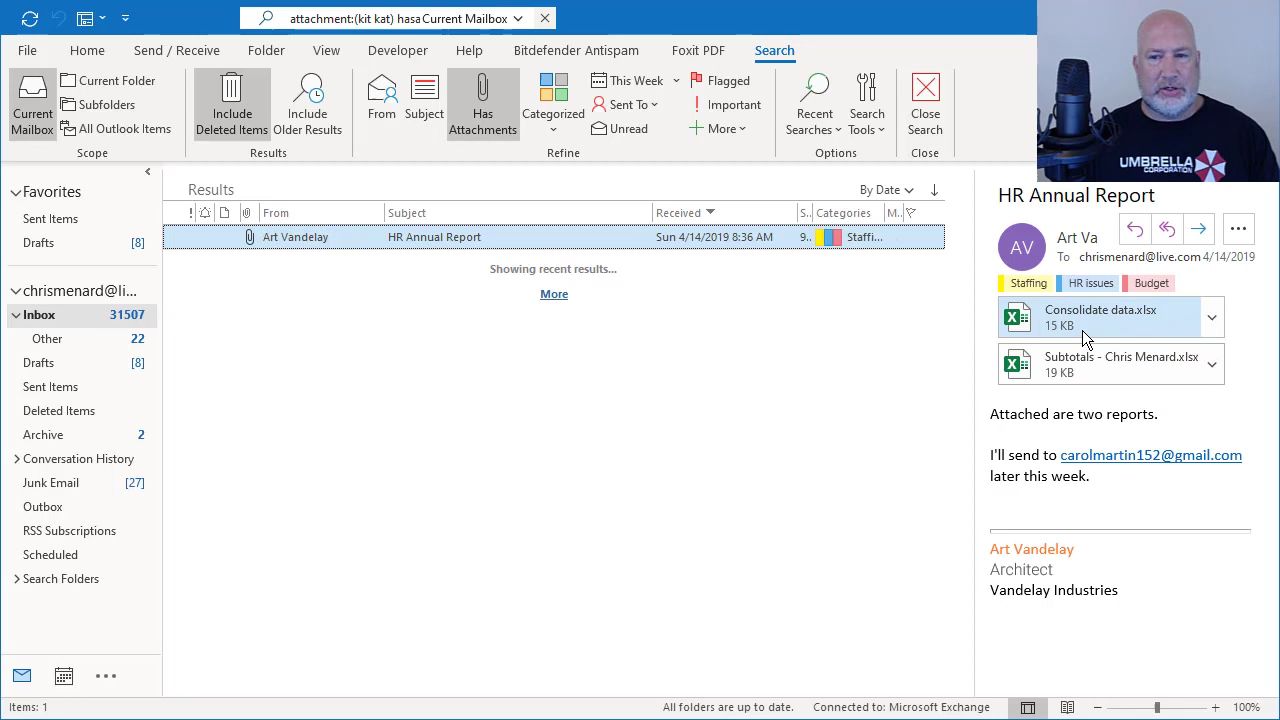 attachment:(kit kat) hasa Current Mailbox
File Home Send / Receive Folder View Developer Help Bitdefender Antispam Foxit PDF Search
Current Mailbox
Current Folder
Subfolders
All Outlook Items
Include Deleted Items
Include Older Results
From
Subject
Has Attachments
Categorized
This Week
Sent To
Unread
Flagged
Important
More
Recent Searches
Search Tools
Close Search
Scope Results Refine Options Close
UMBRELLA
CORPORATION
Favorites
Sent Items
Drafts [8]
chrismenard@li...
Inbox 31507
Other 22
Drafts [8]
Sent Items
Deleted Items
Archive 2
Conversation History
Junk Email [27]
Outbox
RSS Subscriptions
Scheduled
Search Folders
Results By Date
! From Subject Received S.. Categories M..
Art Vandelay HR Annual Report Sun 4/14/2019 8:36 AM 9.. Staffi...
Showing recent results...
More
HR Annual Report
AV
Art Va
To chrismenard@live.com 4/14/2019
Staffing HR issues Budget
Consolidate data.xlsx
15 KB
Subtotals - Chris Menard.xlsx
19 KB
Attached are two reports.
I'll send to carolmartin152@gmail.com
later this week.
Art Vandelay
Architect
Vandelay Industries
Items: 1 All folders are up to date. Connected to: Microsoft Exchange 100%